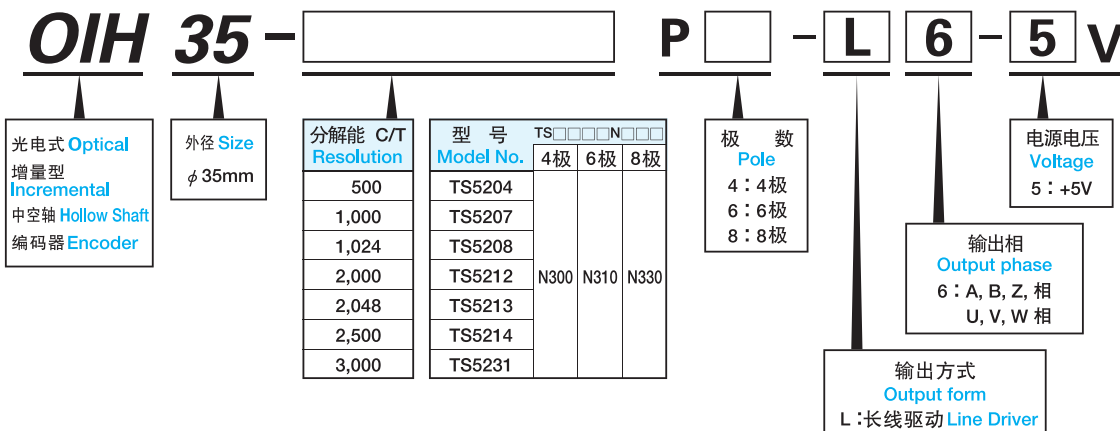 OIH 35 - P - L 6 - 5 V
光电式 Optical
增量型
Incremental
中空轴 Hollow Shaft
编码器 Encoder
外径 Size
φ 35mm
分解能 C/T
Resolution
500
1,000
1,024
2,000
2,048
2,500
3,000
型 号 TS□□□□N□□□
Model No. 4极 6极 8极
TS5204
TS5207
TS5208
TS5212 N300 N310 N330
TS5213
TS5214
TS5231
极 数
Pole
4：4极
6：6极
8：8极
电源电压
Voltage
5：+5V
输出相
Output phase
6：A, B, Z, 相
U, V, W 相
输出方式
Output form
L：长线驱动 Line Driver